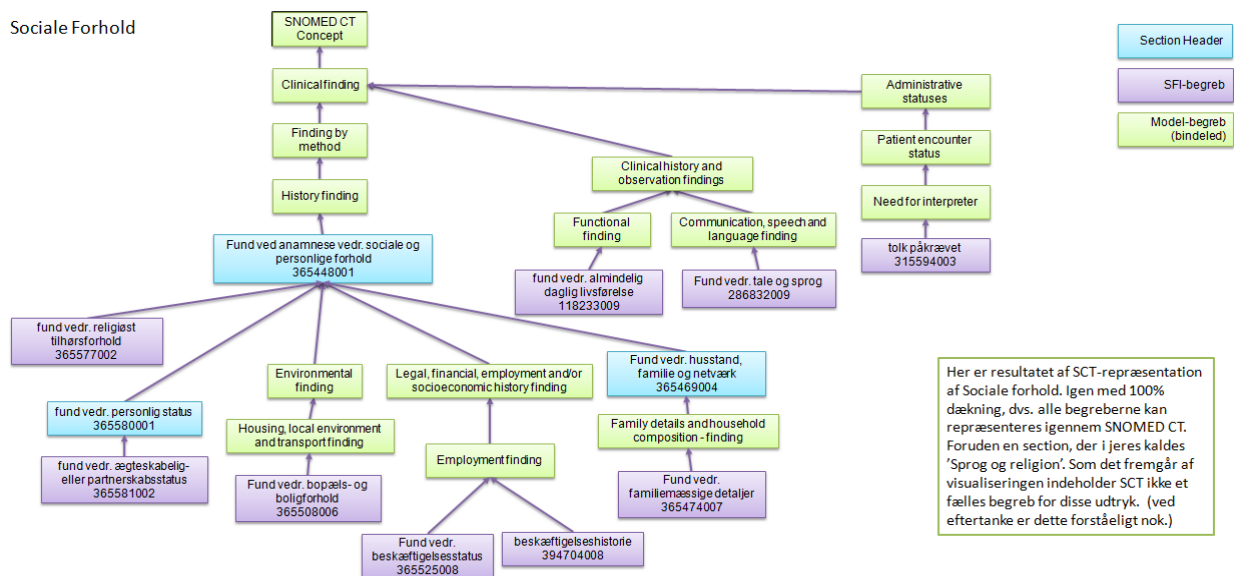 Sociale Forhold
SNOMED CT
Concept
Section Header
SFI-begreb
Model-begreb
(bindeled)
Clinical finding
Administrative
statuses
Finding by
method
Patient encounter
status
Clinical history and
observation findings
History finding
Need for interpreter
Functional
finding
Communication, speech and
language finding
Fund ved anamnese vedr. sociale og
personlige forhold
365448001
tolk påkrævet
315594003
fund vedr. almindelig
daglig livsførelse
118233009
Fund vedr. tale og sprog
286832009
fund vedr. religiøst
tilhørsforhold
365577002
Environmental
finding
Legal, financial, employment and/or
socioeconomic history finding
Fund vedr. husstand,
familie og netværk
365469004
fund vedr. personlig status
365580001
Housing, local environment
and transport finding
Family details and household
composition - finding
Employment finding
fund vedr. ægteskabelig-
eller partnerskabsstatus
365581002
Fund vedr. bopæls- og
boligforhold
365508006
Fund vedr.
familiemæssige detaljer
365474007
Fund vedr.
beskæftigelsesstatus
365525008
beskæftigelseshistorie
394704008
Her er resultatet af SCT-repræsentation
af Sociale forhold. Igen med 100%
dækning, dvs. alle begreberne kan
repræsenteres igennem SNOMED CT.
Foruden en section, der i jeres kaldes
’Sprog og religion’. Som det fremgår af
visualiseringen indeholder SCT ikke et
fælles begreb for disse udtryk. (ved
eftertanke er dette forståeligt nok.)